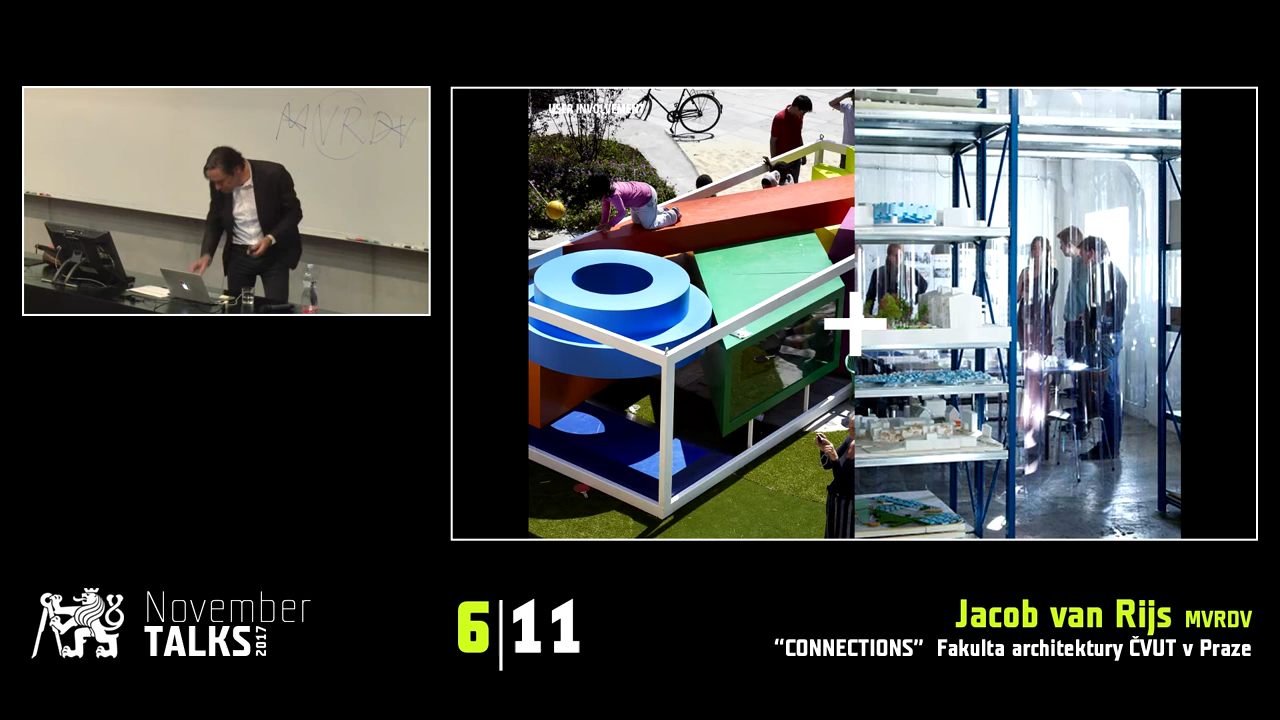 MVRDV
USER INVOLVEMENT
November
TALKS 2017
6|11
Jacob van Rijs MVRDV
“CONNECTIONS” Fakulta architektury ČVUT v Praze